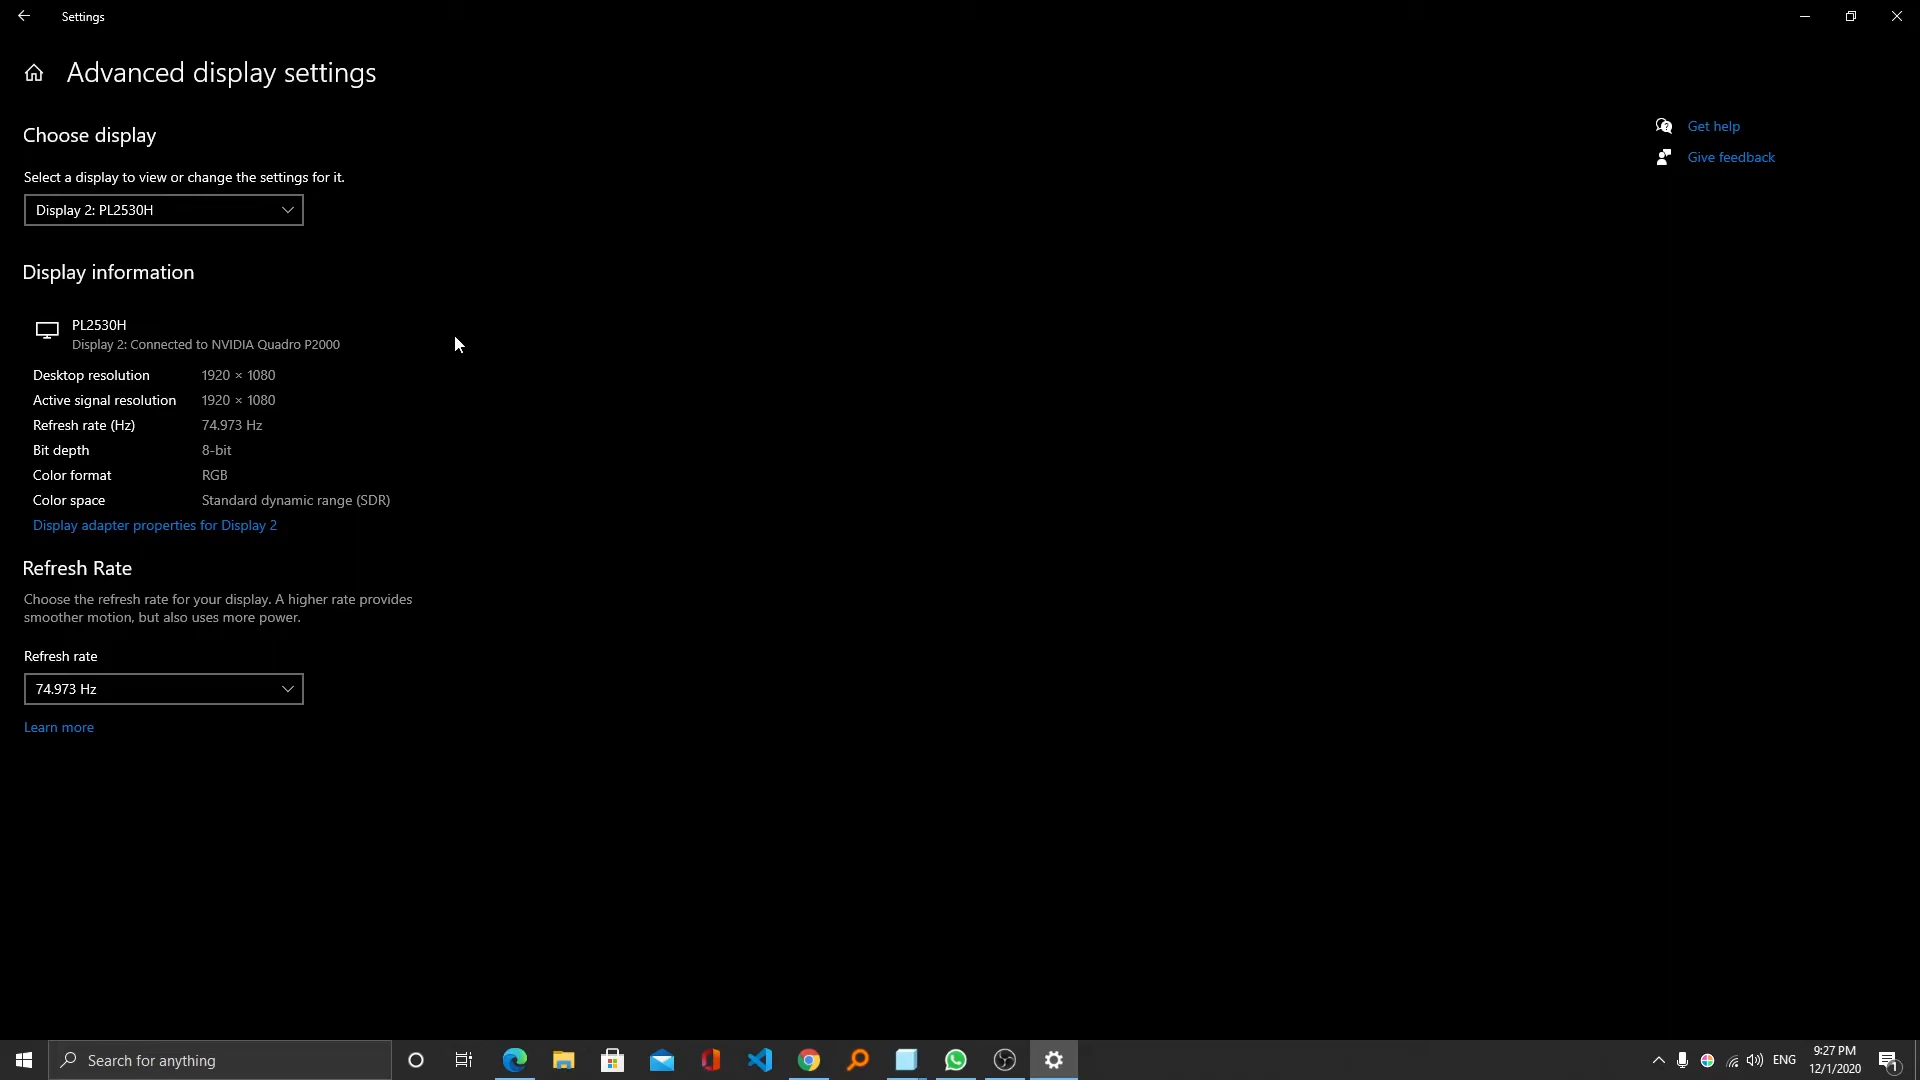 Settings
Advanced display settings
Choose display
Select a display to view or change the settings for it.
Display 2: PL2530H
Display information
PL2530H
Display 2: Connected to NVIDIA Quadro P2000
Desktop resolution 1920 × 1080
Active signal resolution 1920 × 1080
Refresh rate (Hz) 74.973 Hz
Bit depth 8-bit
Color format RGB
Color space Standard dynamic range (SDR)
Display adapter properties for Display 2
Refresh Rate
Choose the refresh rate for your display. A higher rate provides
smoother motion, but also uses more power.
Refresh rate
74.973 Hz
Learn more
Get help
Give feedback
Search for anything
ENG
9:27 PM
12/1/2020
1